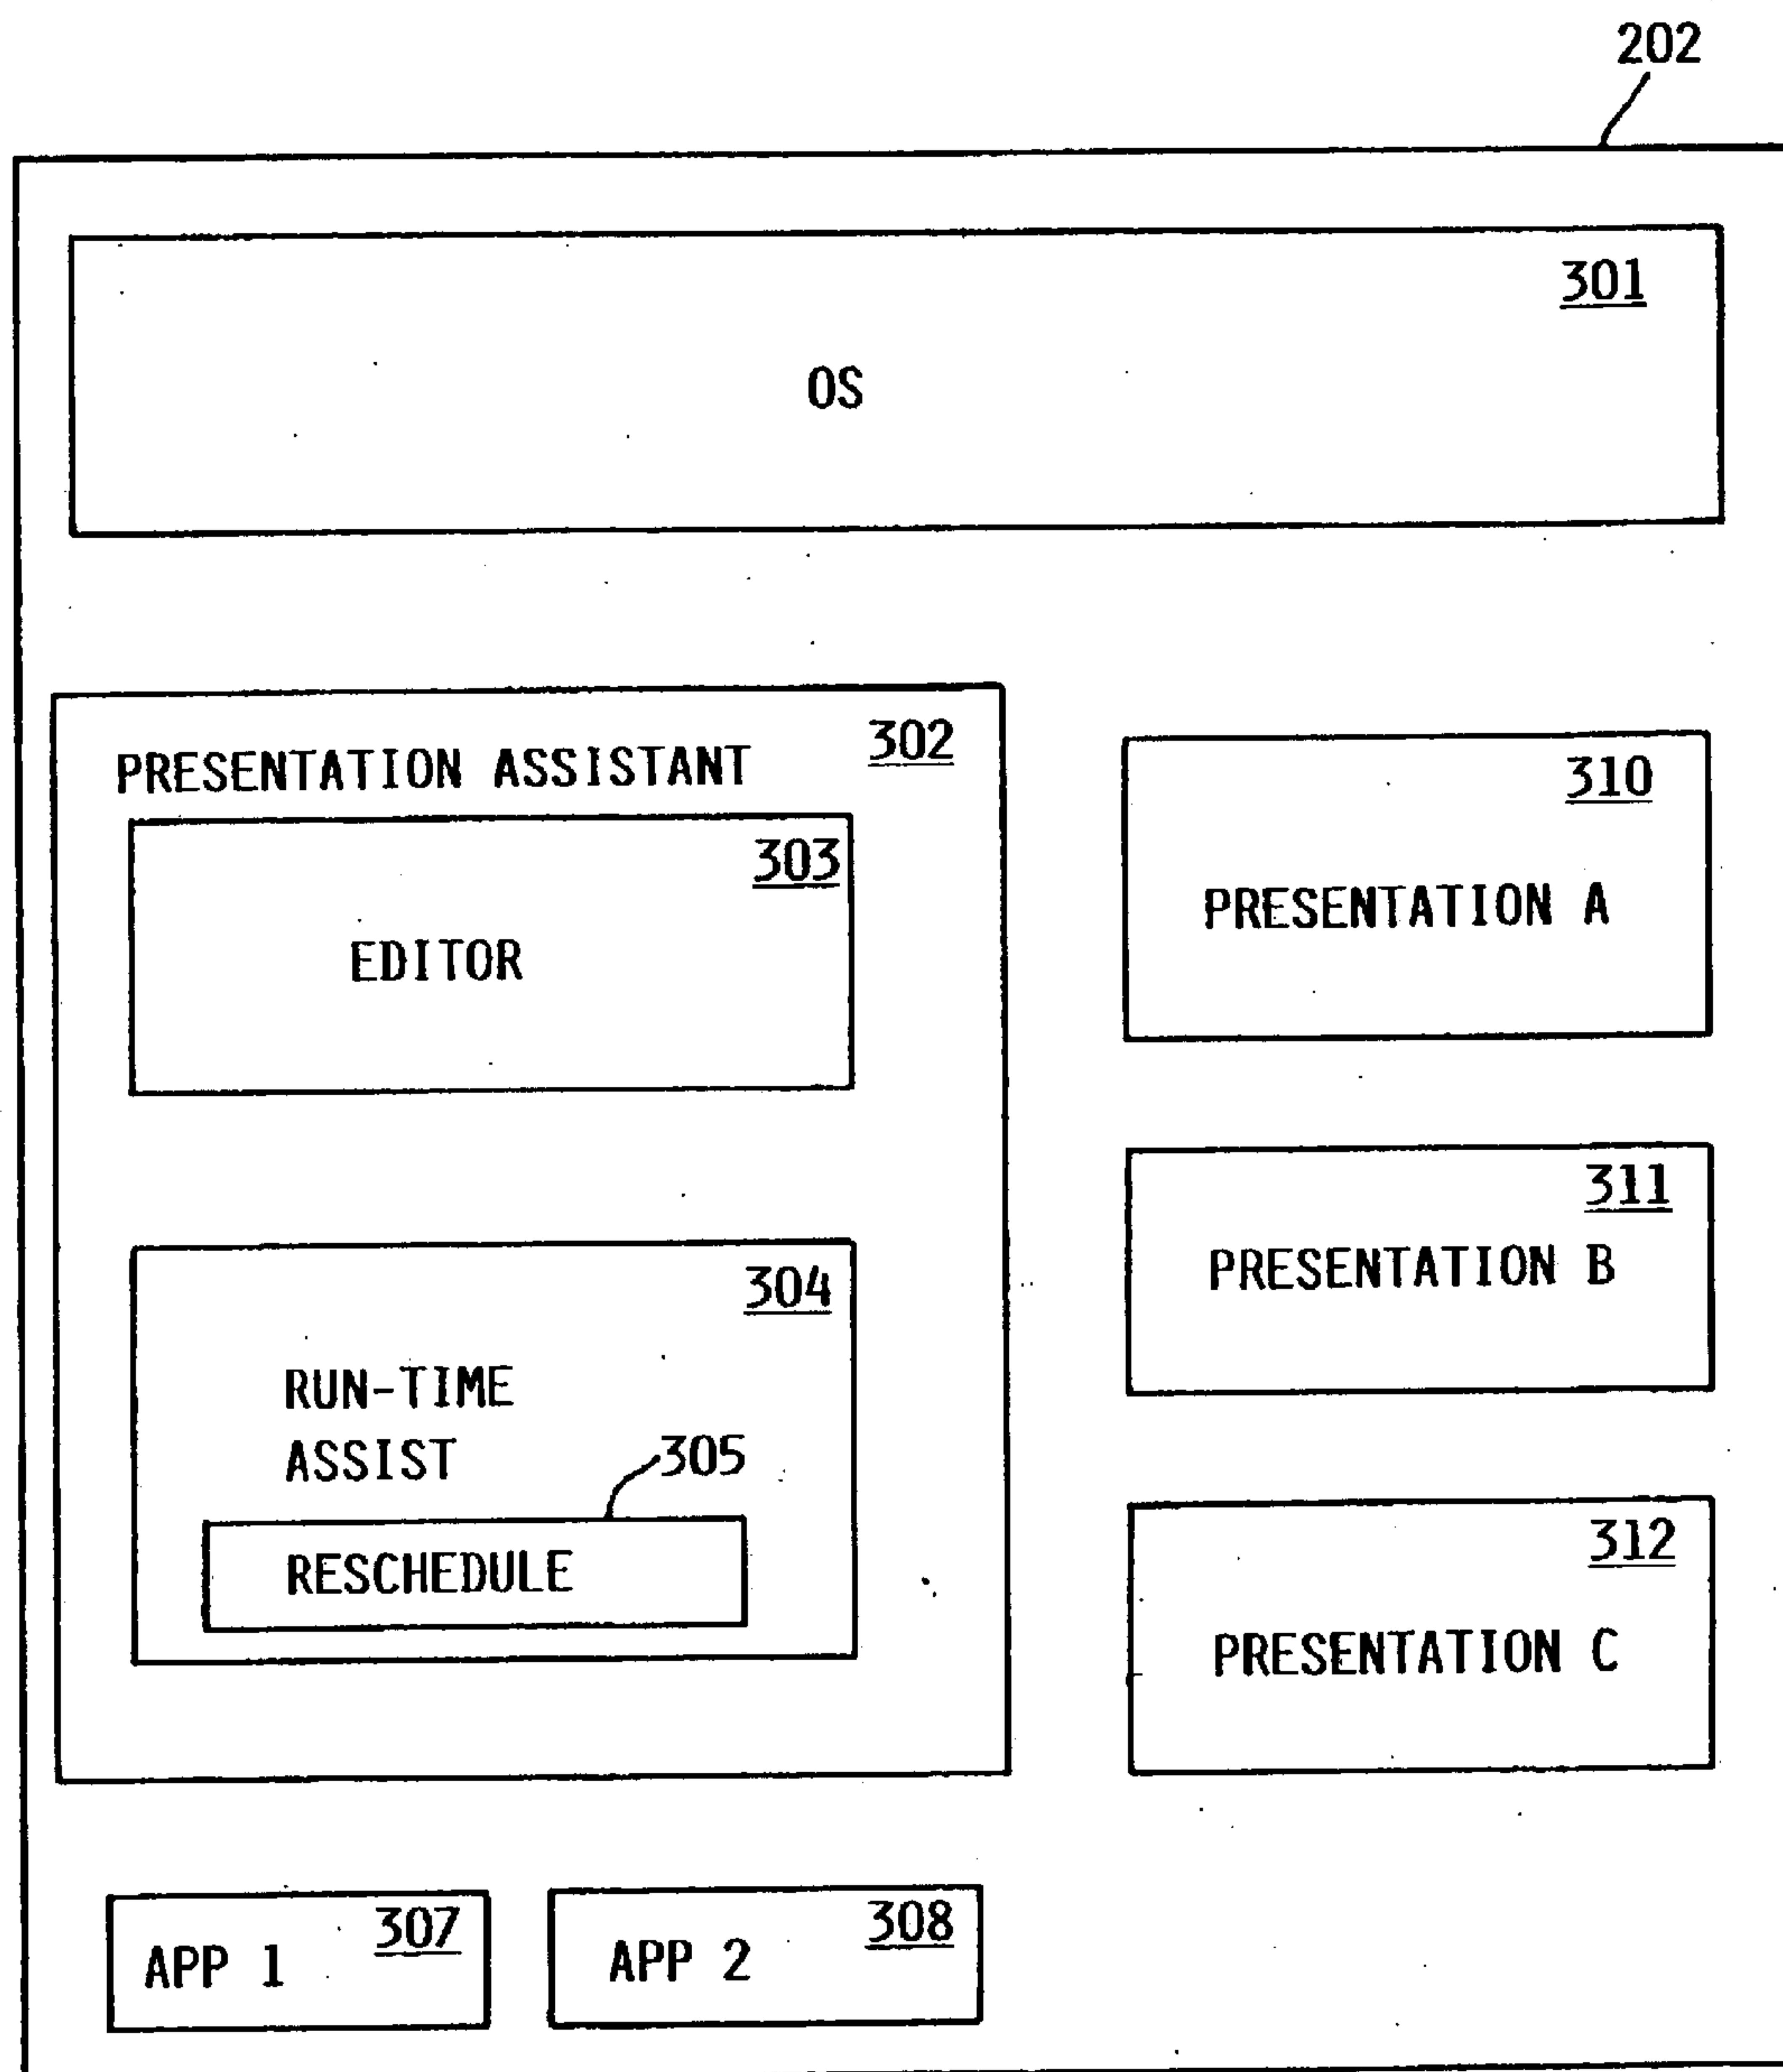 202
301
OS
302
PRESENTATION ASSISTANT
303
EDITOR
304
RUN-TIME
ASSIST
305
RESCHEDULE
310
PRESENTATION A
311
PRESENTATION B
312
PRESENTATION C
307
APP 1
308
APP 2